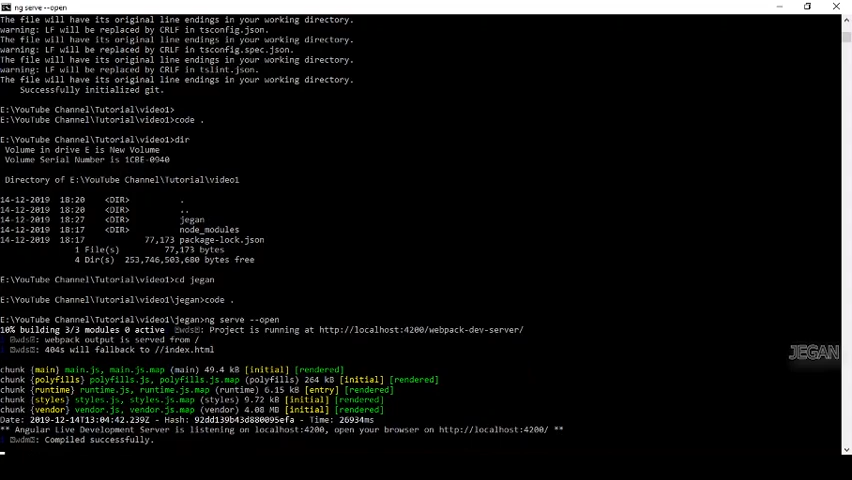 ng serve --open
The file will have its original line endings in your working directory.
warning: LF will be replaced by CRLF in tsconfig.json.
The file will have its original line endings in your working directory.
warning: LF will be replaced by CRLF in tsconfig.spec.json.
The file will have its original line endings in your working directory.
warning: LF will be replaced by CRLF in tslint.json.
The file will have its original line endings in your working directory.
Successfully initialized git.
E:\YouTube Channel\Tutorial\video1>
E:\YouTube Channel\Tutorial\video1>code .
E:\YouTube Channel\Tutorial\video1>dir
Volume in drive E is New Volume
Volume Serial Number is 1CBE-0940
Directory of E:\YouTube Channel\Tutorial\video1
14-12-2019 18:20 <DIR> .
14-12-2019 18:20 <DIR> ..
14-12-2019 18:27 <DIR> jegan
14-12-2019 18:17 <DIR> node_modules
14-12-2019 18:17 77,173 package-lock.json
1 File(s) 77,173 bytes
4 Dir(s) 253,746,503,680 bytes free
E:\YouTube Channel\Tutorial\video1>cd jegan
E:\YouTube Channel\Tutorial\video1\jegan>code .
E:\YouTube Channel\Tutorial\video1\jegan>ng serve --open
10% building 3/3 modules 0 active ｢wds｣: Project is running at http://localhost:4200/webpack-dev-server/
｢wds｣: webpack output is served from /
｢wds｣: 404s will fallback to //index.html
JEGAN
chunk {main} main.js, main.js.map (main) 49.4 kB [initial] [rendered]
chunk {polyfills} polyfills.js, polyfills.js.map (polyfills) 264 kB [initial] [rendered]
chunk {runtime} runtime.js, runtime.js.map (runtime) 6.15 kB [entry] [rendered]
chunk {styles} styles.js, styles.js.map (styles) 9.72 kB [initial] [rendered]
chunk {vendor} vendor.js, vendor.js.map (vendor) 4.08 MB [initial] [rendered]
Date: 2019-12-14T13:04:42.239Z - Hash: 92dd139b43d880095efa - Time: 26934ms
** Angular Live Development Server is listening on localhost:4200, open your browser on http://localhost:4200/ **
｢wdm｣: Compiled successfully.